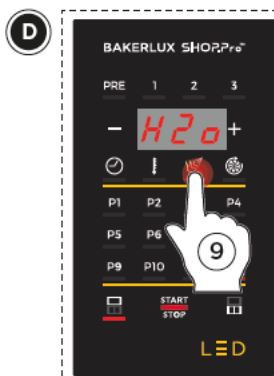 D
BAKERLUX SHOP.Pro™
PRE 1 2 3
- H2o +
P1 P2 P4
P5 P6
P9 P10
9
START
STOP
LED